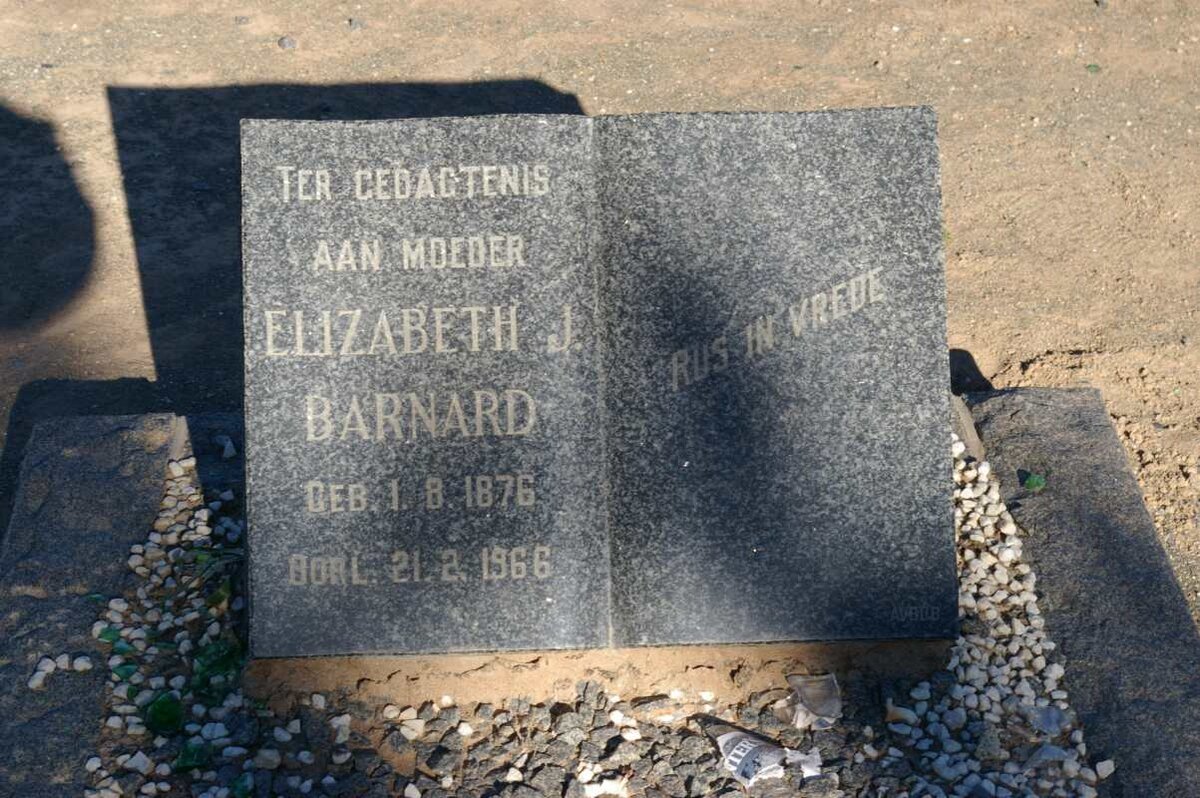 TER GEDAGTENIS
AAN MOEDER
ELIZABETH J.
BARNARD
GEB. 1. 8. 1876
OORL. 21. 2. 1966
RUS IN VREDE